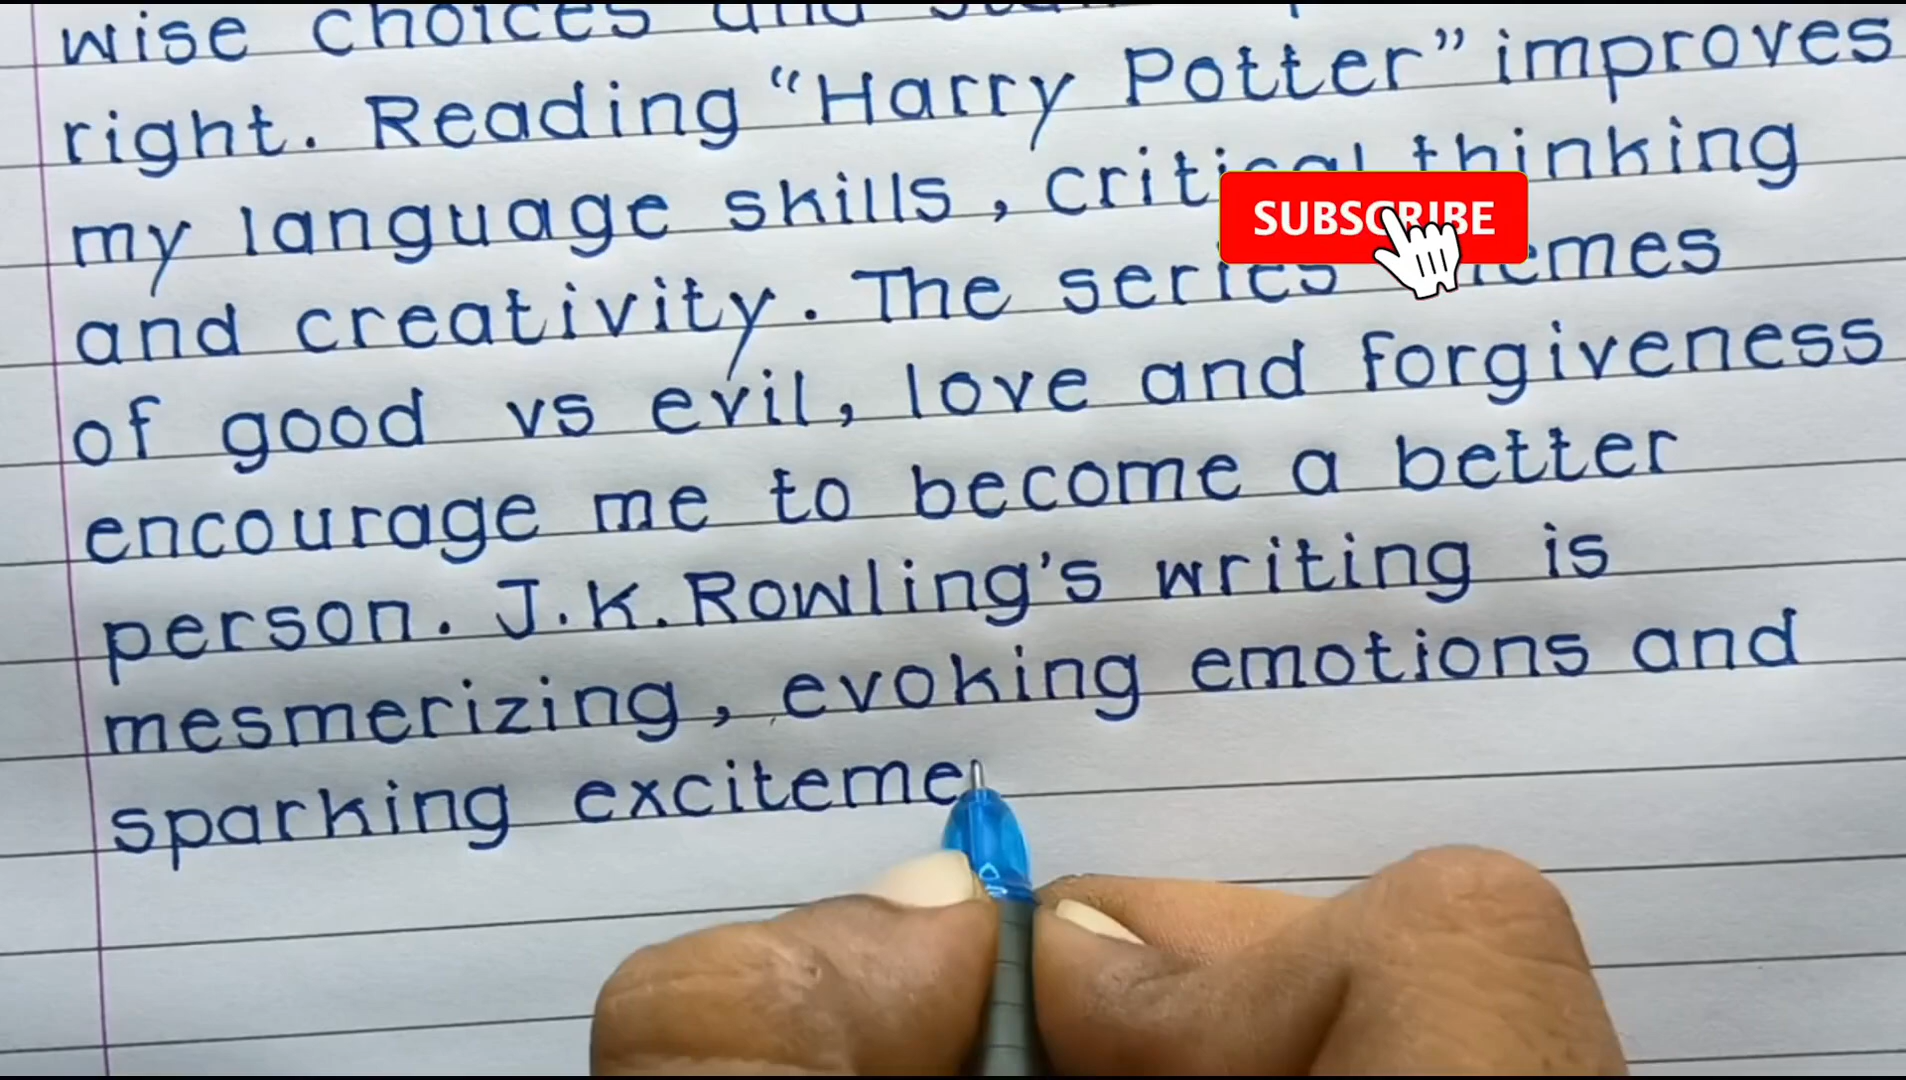 wise choices and
right. Reading “Harry Potter” improves
my language skills, critical thinking
SUBSCRIBE
and creativity. The series themes
of good vs evil, love and forgiveness
encourage me to become a better
person. J.K. Rowling's writing is
mesmerizing, evoking emotions and
sparking exciteme